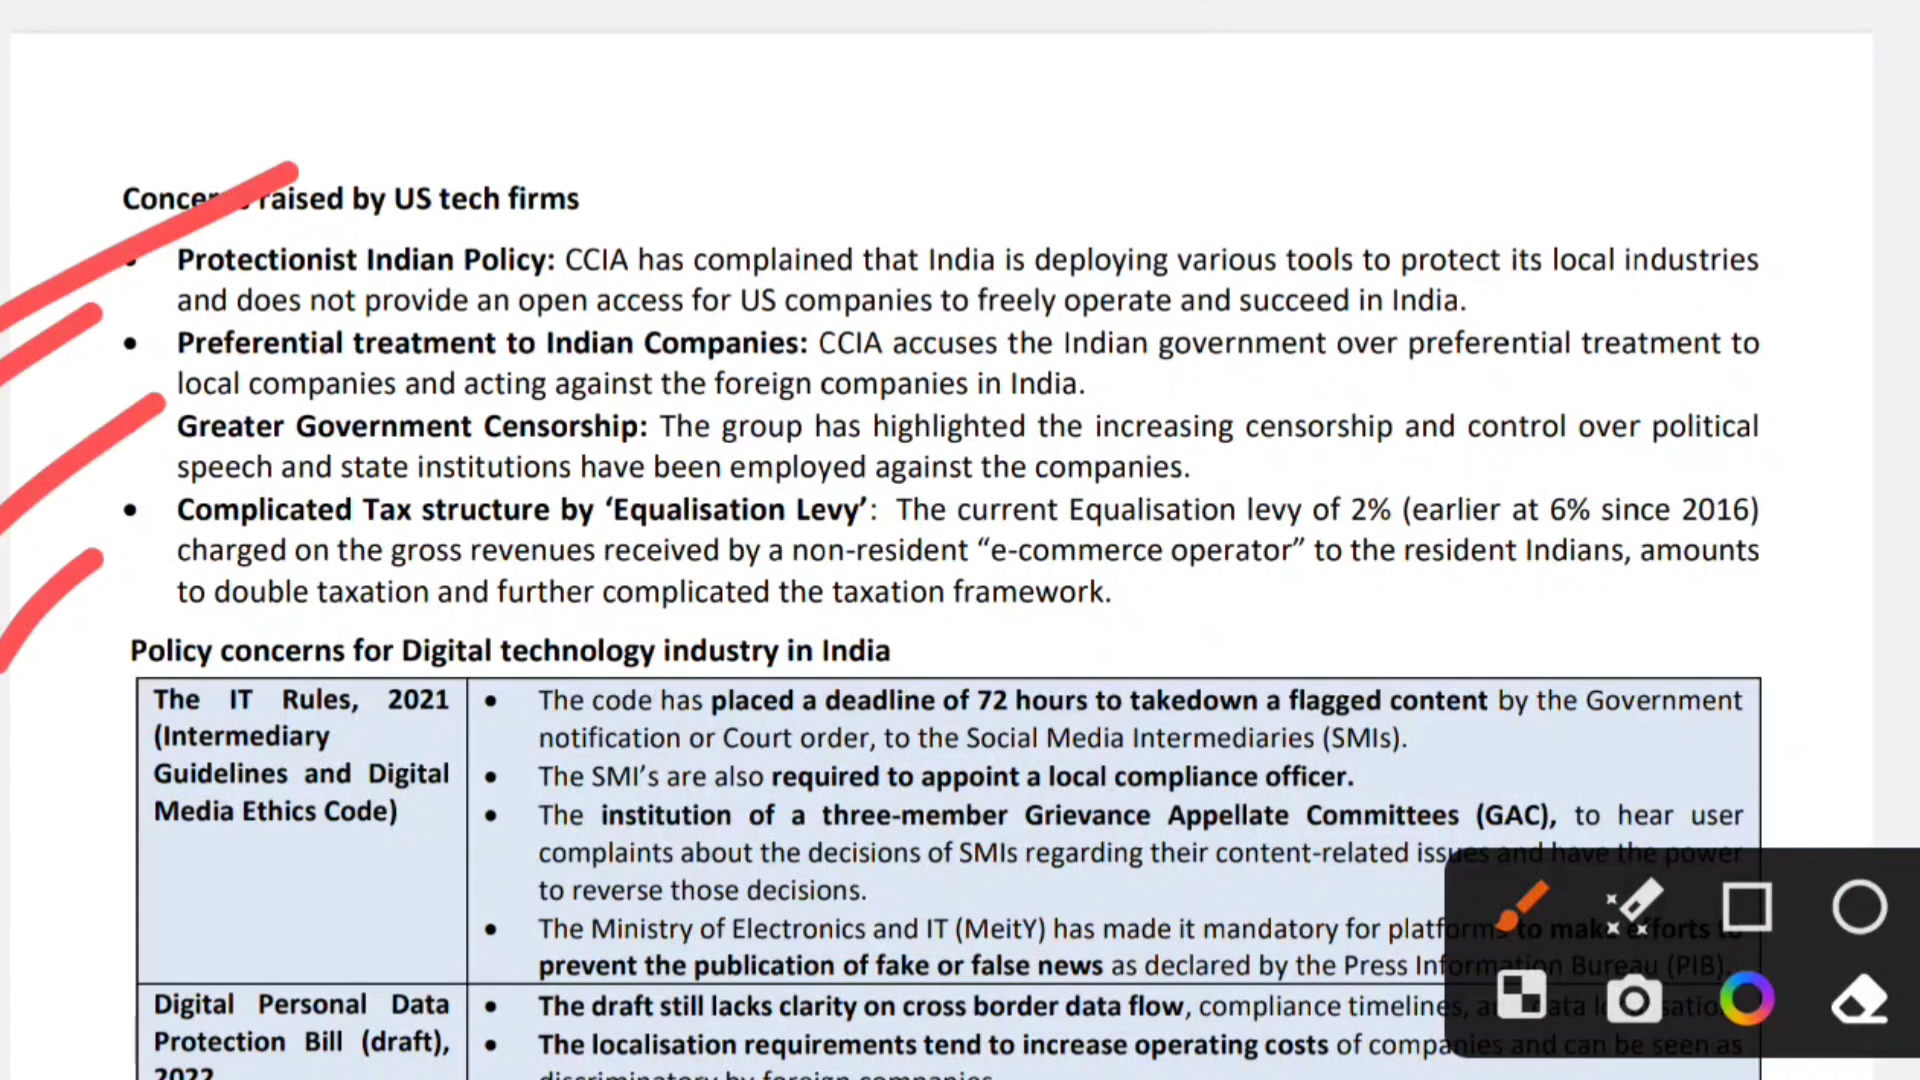 Concerns raised by US tech firms
• Protectionist Indian Policy: CCIA has complained that India is deploying various tools to protect its local industries
and does not provide an open access for US companies to freely operate and succeed in India.
• Preferential treatment to Indian Companies: CCIA accuses the Indian government over preferential treatment to
local companies and acting against the foreign companies in India.
Greater Government Censorship: The group has highlighted the increasing censorship and control over political
speech and state institutions have been employed against the companies.
• Complicated Tax structure by ‘Equalisation Levy’: The current Equalisation levy of 2% (earlier at 6% since 2016)
charged on the gross revenues received by a non-resident “e-commerce operator” to the resident Indians, amounts
to double taxation and further complicated the taxation framework.
Policy concerns for Digital technology industry in India
The IT Rules, 2021
(Intermediary
Guidelines and Digital
Media Ethics Code)
• The code has placed a deadline of 72 hours to takedown a flagged content by the Government
notification or Court order, to the Social Media Intermediaries (SMIs).
• The SMI’s are also required to appoint a local compliance officer.
• The institution of a three-member Grievance Appellate Committees (GAC), to hear user
complaints about the decisions of SMIs regarding their content-related issues and have the power
to reverse those decisions.
• The Ministry of Electronics and IT (MeitY) has made it mandatory for platforms to make efforts to
prevent the publication of fake or false news as declared by the Press Information Bureau (PIB).
Digital Personal Data
Protection Bill (draft),
2022
• The draft still lacks clarity on cross border data flow, compliance timelines, and data localisation
• The localisation requirements tend to increase operating costs of companies and can be seen as
discriminatory by foreign companies.